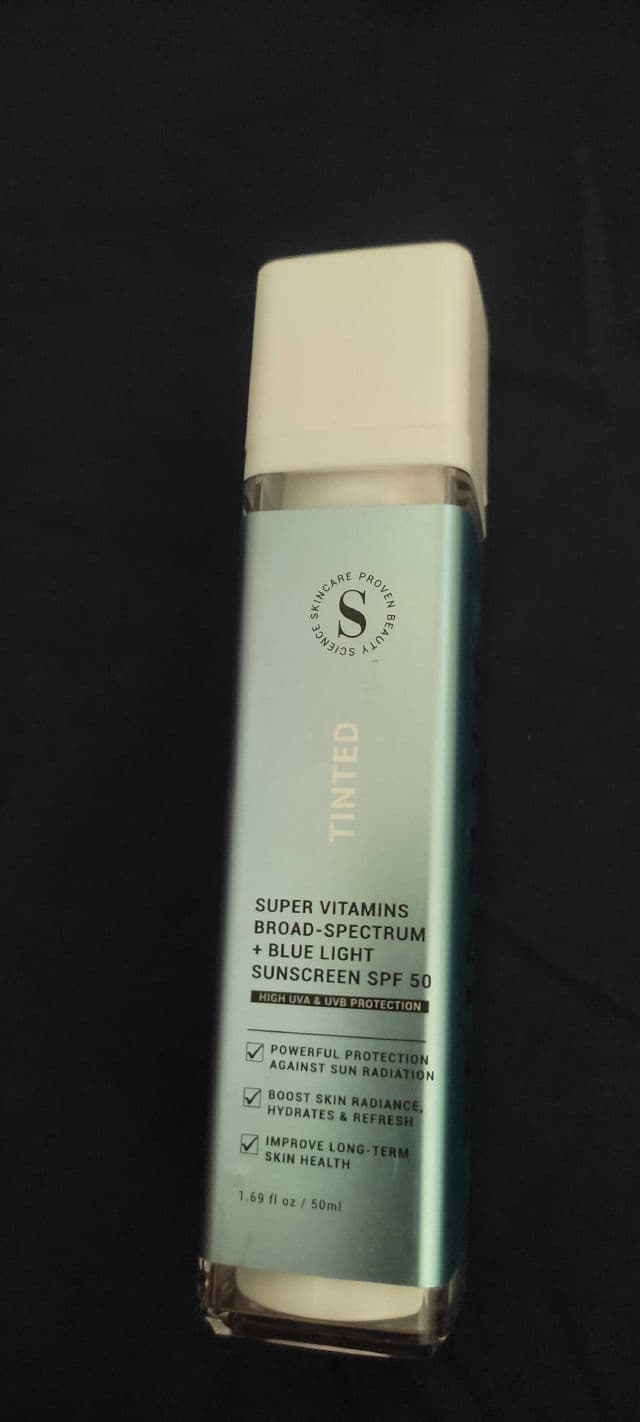 SKINCARE PROVEN BEAUTY SCIENCE
S
TINTED
SUPER VITAMINS
BROAD-SPECTRUM
+ BLUE LIGHT
SUNSCREEN SPF 50
HIGH UVA & UVB PROTECTION
POWERFUL PROTECTION
AGAINST SUN RADIATION
BOOST SKIN RADIANCE,
HYDRATES & REFRESH
IMPROVE LONG-TERM
SKIN HEALTH
1.69 fl oz / 50ml